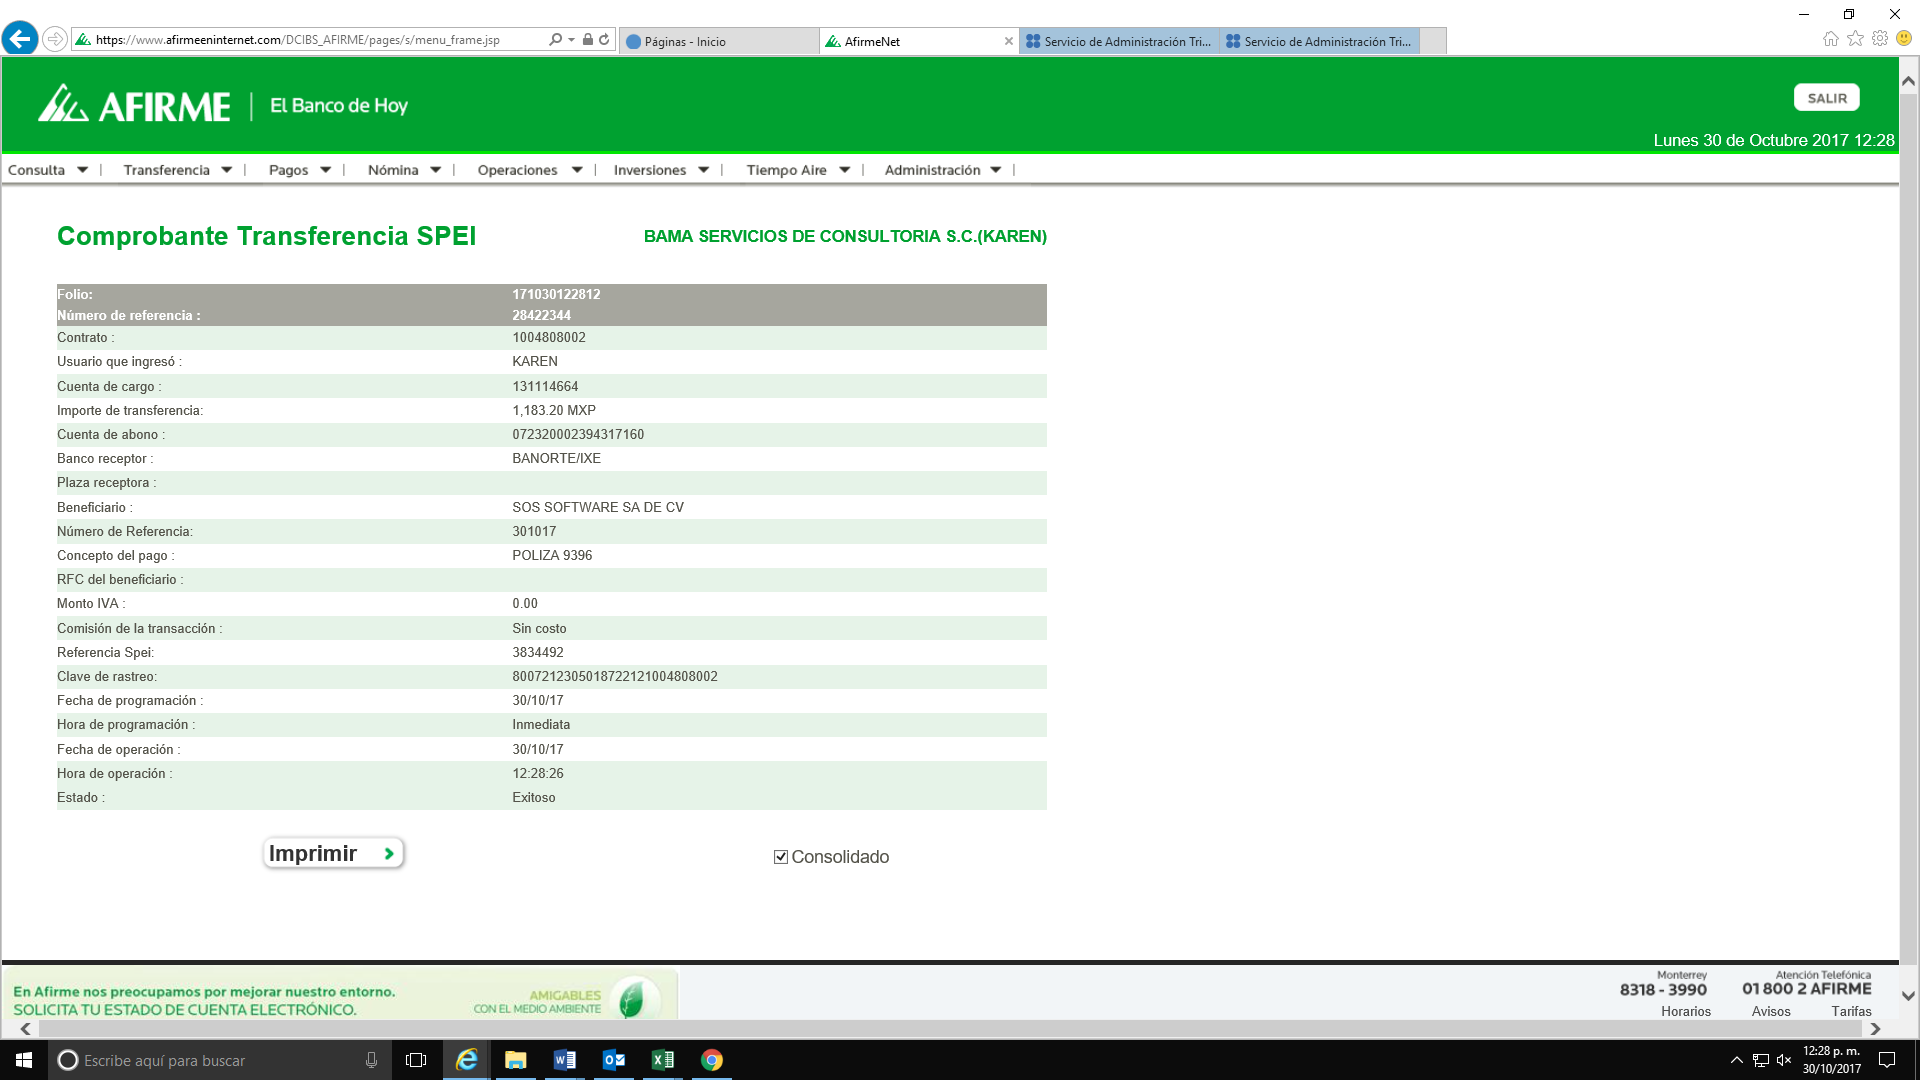 https://www.afirmeeninternet.com/DCIBS_AFIRME/pages/s/menu_frame.jsp
Páginas - Inicio
AfirmeNet
Servicio de Administración Tri...
Servicio de Administración Tri...
AFIRME
El Banco de Hoy
SALIR
Lunes 30 de Octubre 2017 12:28
Consulta Transferencia Pagos Nómina Operaciones Inversiones Tiempo Aire Administración
Comprobante Transferencia SPEI
BAMA SERVICIOS DE CONSULTORIA S.C.(KAREN)
Folio: 171030122812
Número de referencia : 28422344
Contrato : 1004808002
Usuario que ingresó : KAREN
Cuenta de cargo : 131114664
Importe de transferencia: 1,183.20 MXP
Cuenta de abono : 072320002394317160
Banco receptor : BANORTE/IXE
Plaza receptora :
Beneficiario : SOS SOFTWARE SA DE CV
Número de Referencia: 301017
Concepto del pago : POLIZA 9396
RFC del beneficiario :
Monto IVA : 0.00
Comisión de la transacción : Sin costo
Referencia Spei: 3834492
Clave de rastreo: 8007212305018722121004808002
Fecha de programación : 30/10/17
Hora de programación : Inmediata
Fecha de operación : 30/10/17
Hora de operación : 12:28:26
Estado : Exitoso
Imprimir
Consolidado
En Afirme nos preocupamos por mejorar nuestro entorno.
SOLICITA TU ESTADO DE CUENTA ELECTRÓNICO.
AMIGABLES
CON EL MEDIO AMBIENTE
Monterrey
8318 - 3990
Atención Telefónica
01 800 2 AFIRME
Horarios Avisos Tarifas
Escribe aquí para buscar
12:28 p. m.
30/10/2017